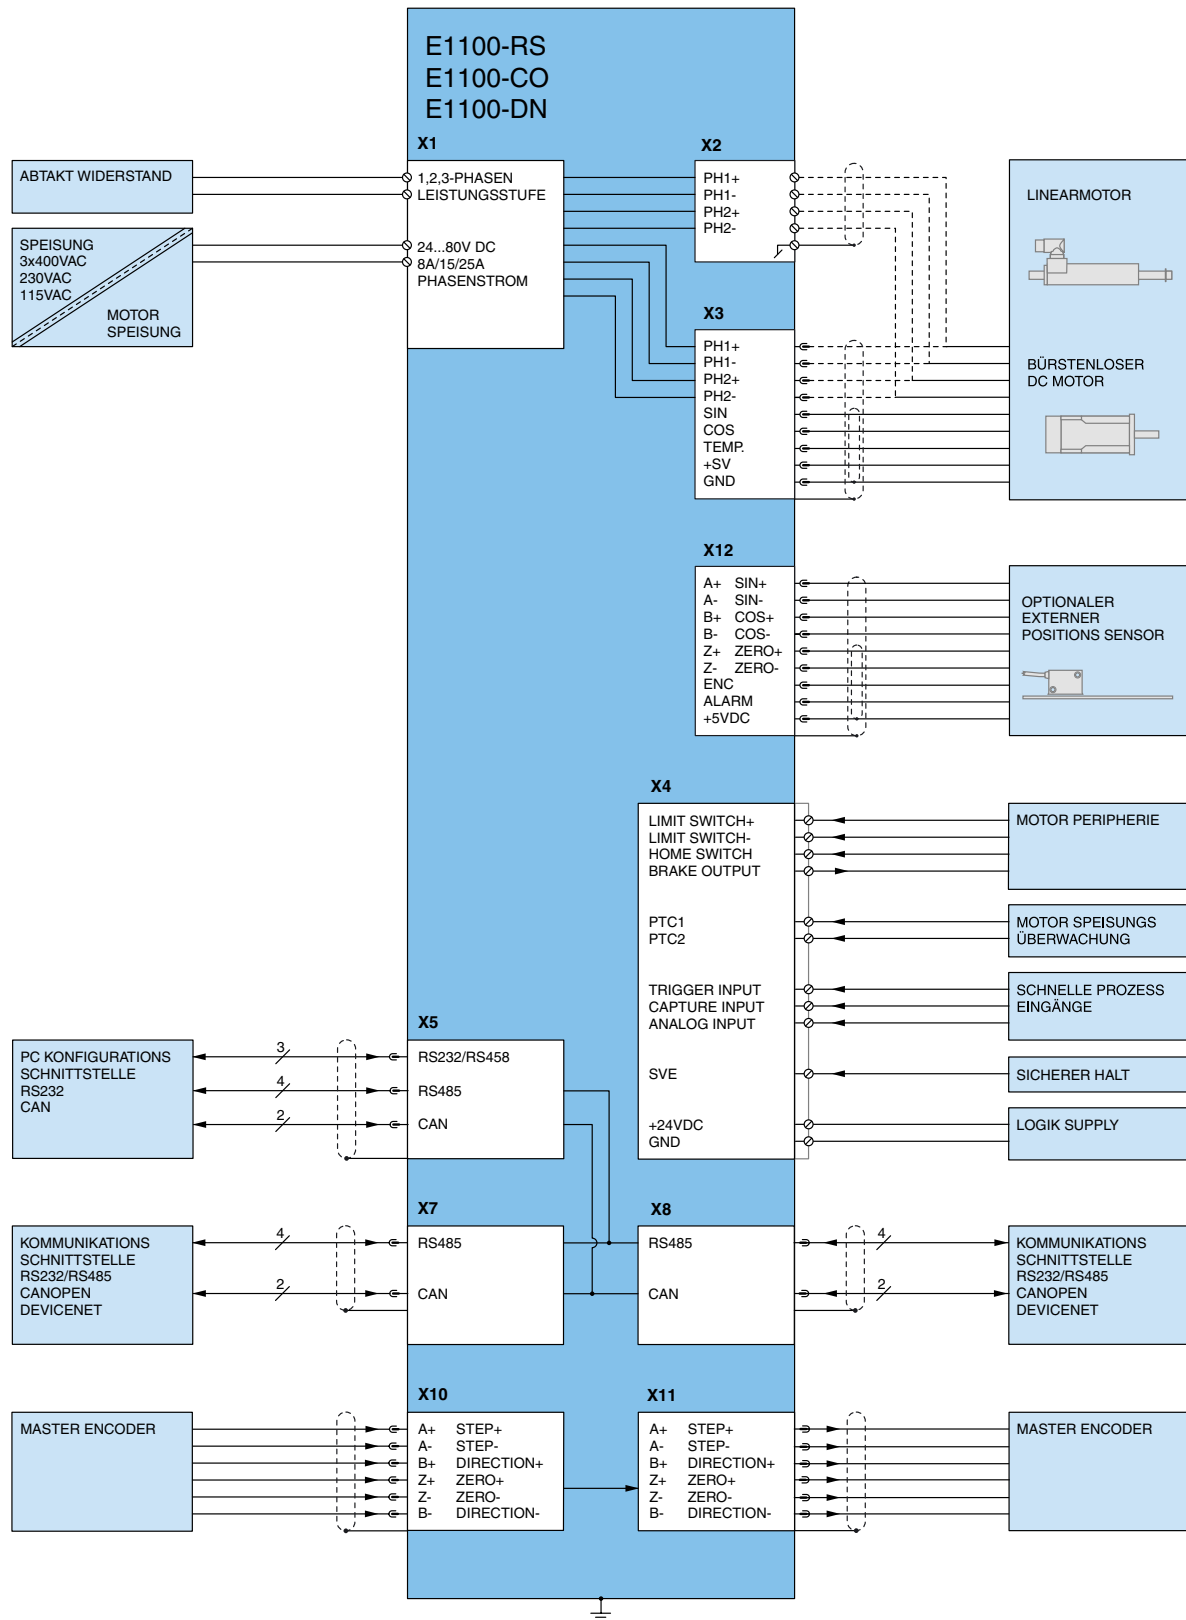 E1100-RS
E1100-CO
E1100-DN
X1
X2
ABTAKT WIDERSTAND
1,2,3-PHASEN
LEISTUNGSSTUFE
24...80V DC
8A/15/25A
PHASENSTROM
SPEISUNG
3x400VAC
230VAC
115VAC
MOTOR
SPEISUNG
PH1+
PH1-
PH2+
PH2-
LINEARMOTOR
BÜRSTENLOSER
DC MOTOR
X3
PH1+
PH1-
PH2+
PH2-
SIN
COS
TEMP.
+SV
GND
X12
A+ SIN+
A- SIN-
B+ COS+
B- COS-
Z+ ZERO+
Z- ZERO-
ENC
ALARM
+5VDC
OPTIONALER
EXTERNER
POSITIONS SENSOR
X4
LIMIT SWITCH+
LIMIT SWITCH-
HOME SWITCH
BRAKE OUTPUT
PTC1
PTC2
TRIGGER INPUT
CAPTURE INPUT
ANALOG INPUT
SVE
+24VDC
GND
MOTOR PERIPHERIE
MOTOR SPEISUNGS
ÜBERWACHUNG
SCHNELLE PROZESS
EINGÄNGE
SICHERER HALT
LOGIK SUPPLY
X5
PC KONFIGURATIONS
SCHNITTSTELLE
RS232
CAN
3
4
2
RS232/RS458
RS485
CAN
X7
KOMMUNIKATIONS
SCHNITTSTELLE
RS232/RS485
CANOPEN
DEVICENET
4
2
RS485
CAN
X8
RS485
CAN
4
2
KOMMUNIKATIONS
SCHNITTSTELLE
RS232/RS485
CANOPEN
DEVICENET
X10
MASTER ENCODER
A+ STEP+
A- STEP-
B+ DIRECTION+
Z+ ZERO+
Z- ZERO-
B- DIRECTION-
X11
A+ STEP+
A- STEP-
B+ DIRECTION+
Z+ ZERO+
Z- ZERO-
B- DIRECTION-
MASTER ENCODER